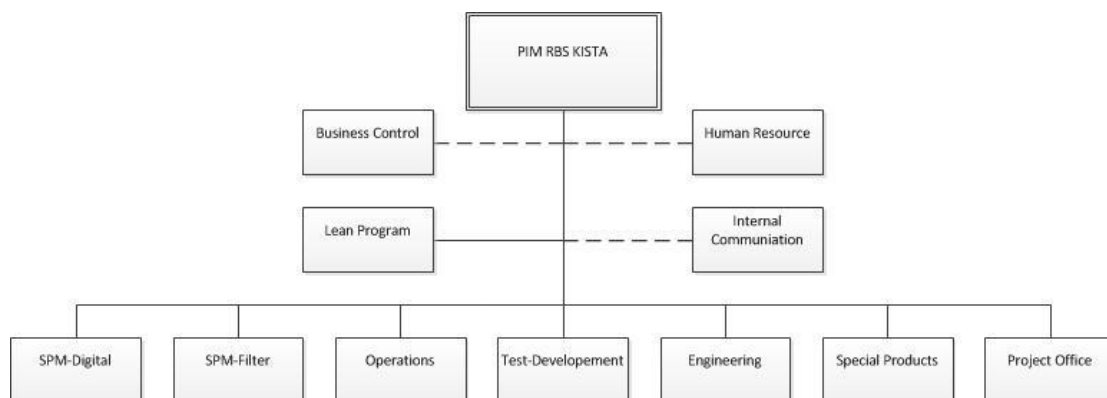 PIM RBS KISTA
Business Control
Human Resource
Lean Program
Internal
Communiation
SPM-Digital
SPM-Filter
Operations
Test-Developement
Engineering
Special Products
Project Office